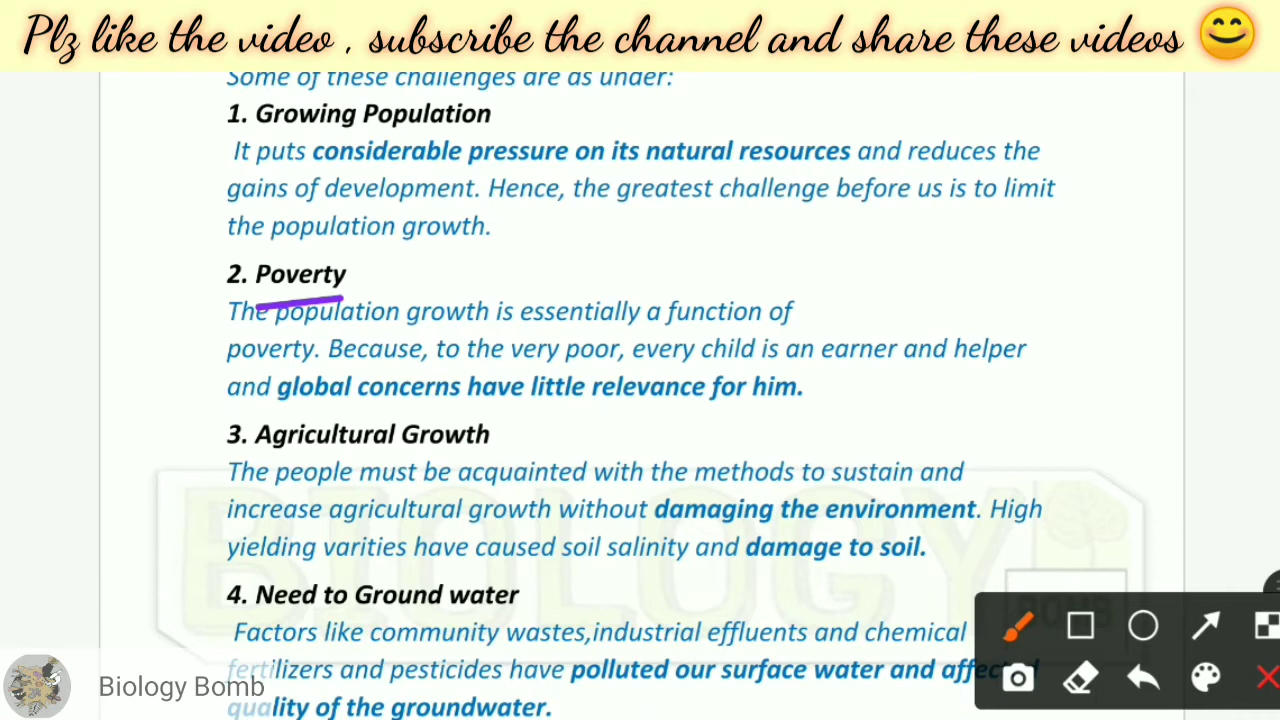 Plz like the video , subscribe the channel and share these videos
Some of these challenges are as under:
1. Growing Population
It puts considerable pressure on its natural resources and reduces the
gains of development. Hence, the greatest challenge before us is to limit
the population growth.
2. Poverty
The population growth is essentially a function of
poverty. Because, to the very poor, every child is an earner and helper
and global concerns have little relevance for him.
3. Agricultural Growth
The people must be acquainted with the methods to sustain and
increase agricultural growth without damaging the environment. High
yielding varities have caused soil salinity and damage to soil.
4. Need to Ground water
Factors like community wastes,industrial effluents and chemical
fertilizers and pesticides have polluted our surface water and affected
quality of the groundwater.
BIOLOGY
BOMB
Biology Bomb